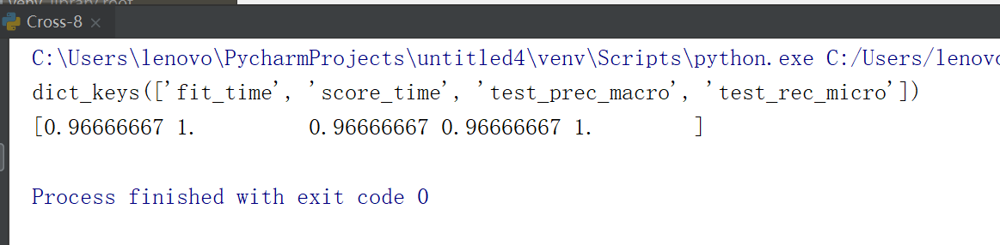 Cross-8
C:\Users\lenovo\PycharmProjects\untitled4\venv\Scripts\python.exe C:/Users/lenovo
dict_keys(['fit_time', 'score_time', 'test_prec_macro', 'test_rec_micro'])
[0.96666667 1.         0.96666667 0.96666667 1.        ]
Process finished with exit code 0